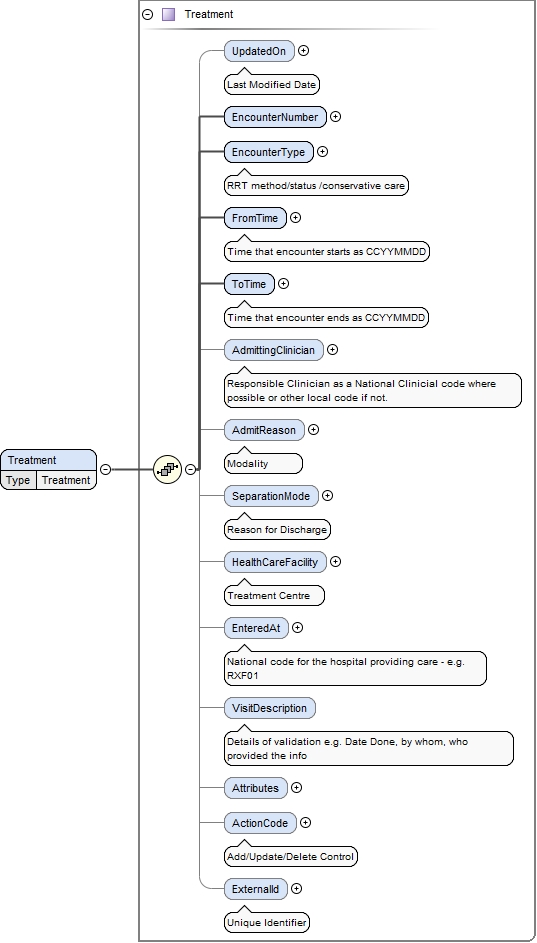 Treatment
UpdatedOn
Last Modified Date
EncounterNumber
EncounterType
RRT method/status /conservative care
FromTime
Time that encounter starts as CCYYMMDD
ToTime
Time that encounter ends as CCYYMMDD
AdmittingClinician
Responsible Clinician as a National Clinicial code where
possible or other local code if not.
AdmitReason
Modality
Treatment
Type Treatment
SeparationMode
Reason for Discharge
HealthCareFacility
Treatment Centre
EnteredAt
National code for the hospital providing care - e.g.
RXF01
VisitDescription
Details of validation e.g. Date Done, by whom, who
provided the info
Attributes
ActionCode
Add/Update/Delete Control
ExternalId
Unique Identifier